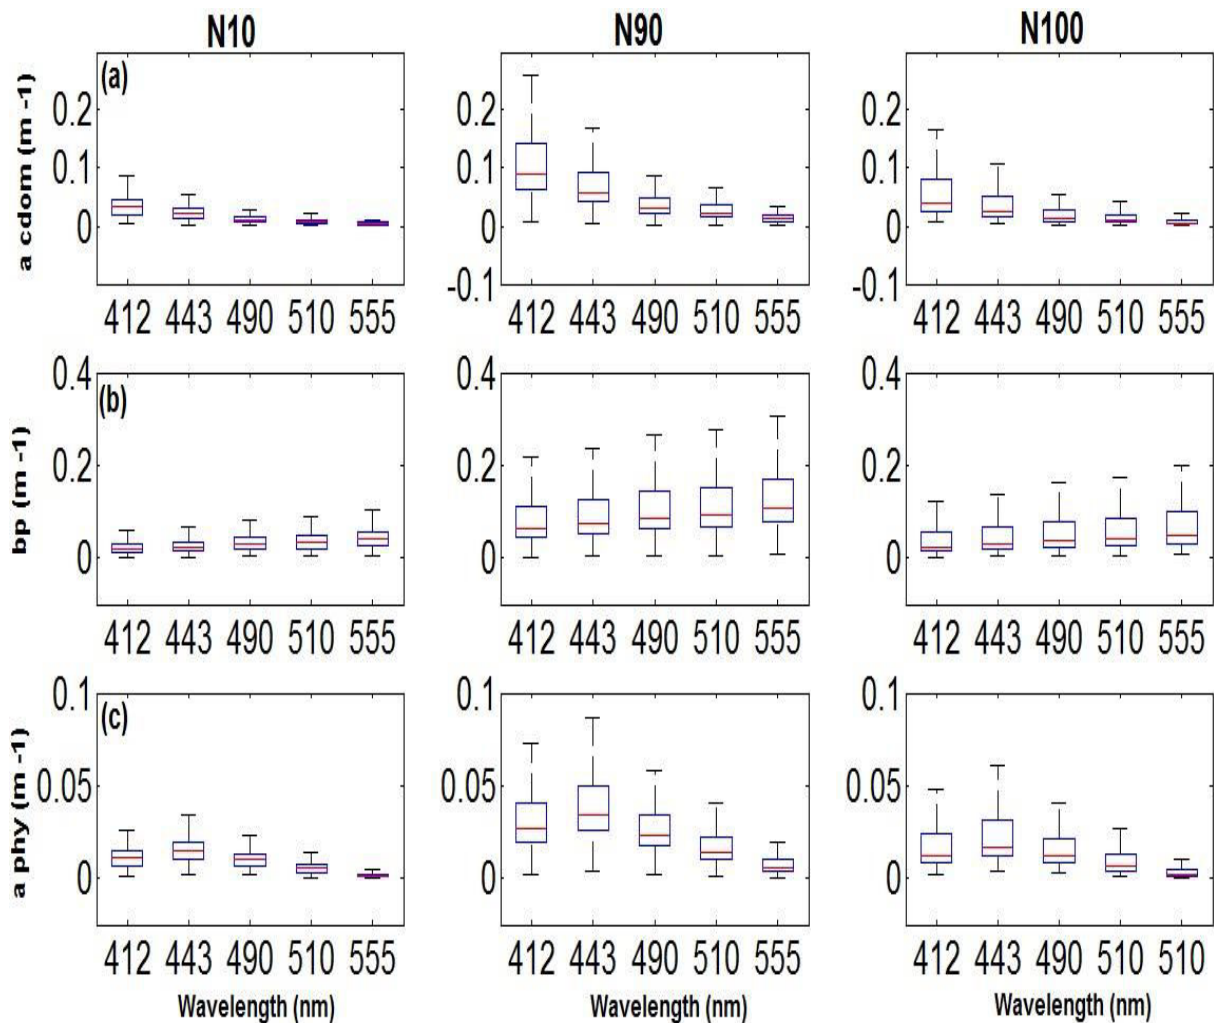 N10 N90 N100
(a)
a cdom (m -1)
0.2 0.2 0.2
0.1 0.1 0.1
0 0 0
-0.1 -0.1
412 443 490 510 555 412 443 490 510 555 412 443 490 510 555
(b)
bp (m -1)
0.4 0.4 0.4
0.2 0.2 0.2
0 0 0
412 443 490 510 555 412 443 490 510 555 412 443 490 510 555
(c)
a phy (m -1)
0.1 0.1 0.1
0.05 0.05 0.05
0 0 0
412 443 490 510 555 412 443 490 510 555 412 443 490 510 510
Wavelength (nm) Wavelength (nm) Wavelength (nm)